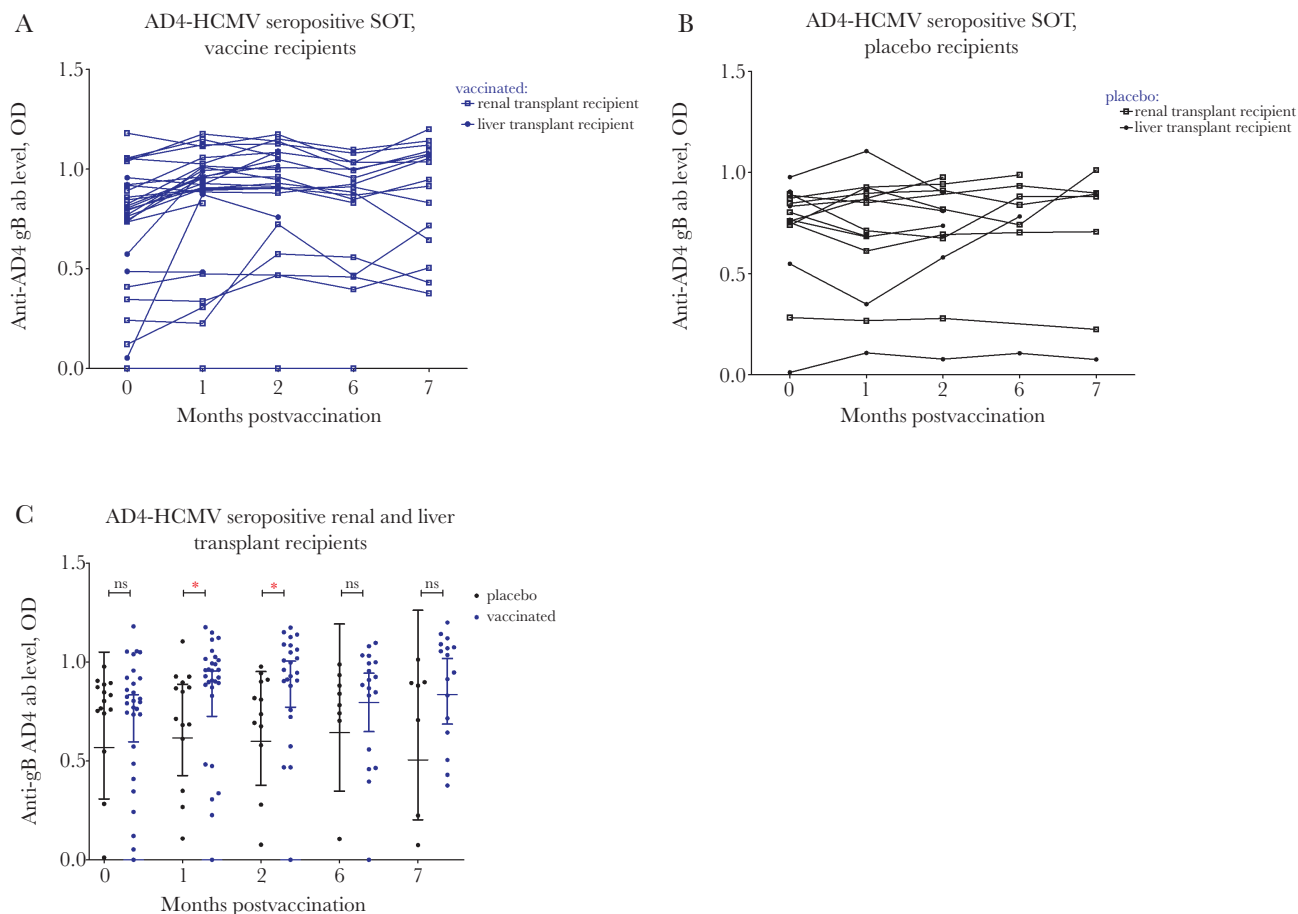 A
AD4-HCMV seropositive SOT,
vaccine recipients
1.5
1.0
0.5
0.0
Anti-AD4 gB ab level, OD
vaccinated:
renal transplant recipient
liver transplant recipient
0 1 2 6 7
Months postvaccination
B
AD4-HCMV seropositive SOT,
placebo recipients
1.5
1.0
0.5
0.0
Anti-AD4 gB ab level, OD
placebo:
renal transplant recipient
liver transplant recipient
0 1 2 6 7
Months postvaccination
C
AD4-HCMV seropositive renal and liver
transplant recipients
1.5
1.0
0.5
0.0
Anti-gB AD4 ab level, OD
ns * * ns ns
placebo
vaccinated
0 1 2 6 7
Months postvaccination